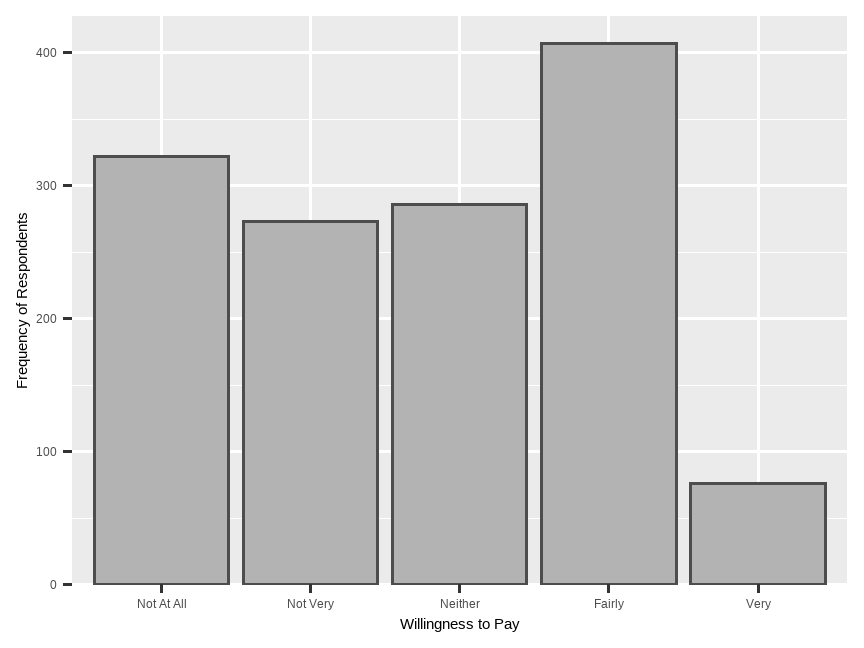 Frequency of Respondents
400
300
200
100
0
Not At All
Not Very
Neither
Fairly
Very
Willingness to Pay